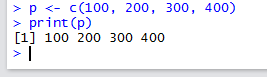 > p <- c(100, 200, 300, 400)
> print(p)
[1] 100 200 300 400
>